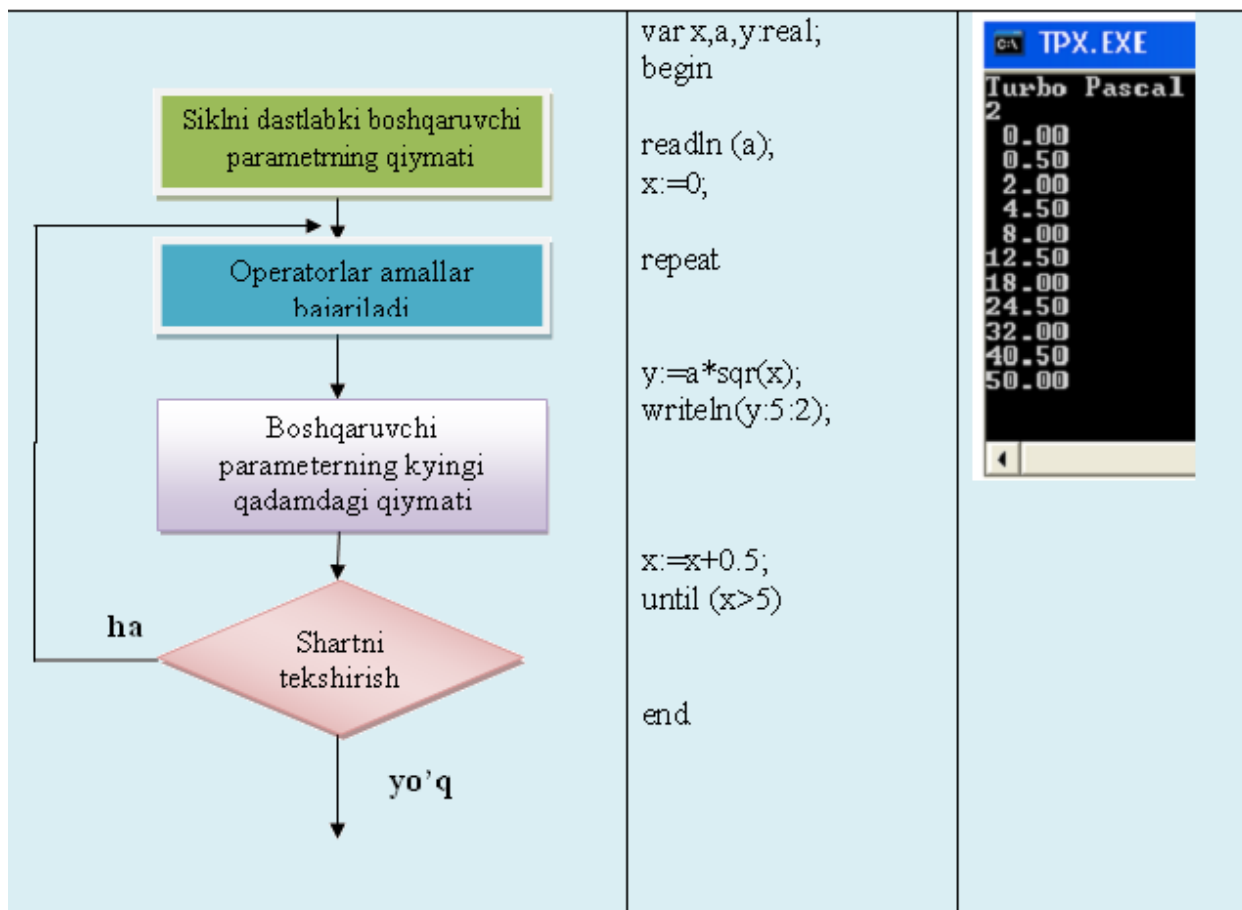 Siklni dastlabki boshqaruvchi
parametrning qiymati
Operatorlar amallar
bajariladi
Boshqaruvchi
parameterning kyingi
qadamdagi qiymati
Shartni
tekshirish
ha
yo’q
var x,a,y:real;
begin
readln (a);
x:=0;
repeat
y:=a*sqr(x);
writeln(y:5:2);
x:=x+0.5;
until (x>5)
end
C:\ TPX.EXE
Turbo Pascal
2
0.00
0.50
2.00
4.50
8.00
12.50
18.00
24.50
32.00
40.50
50.00